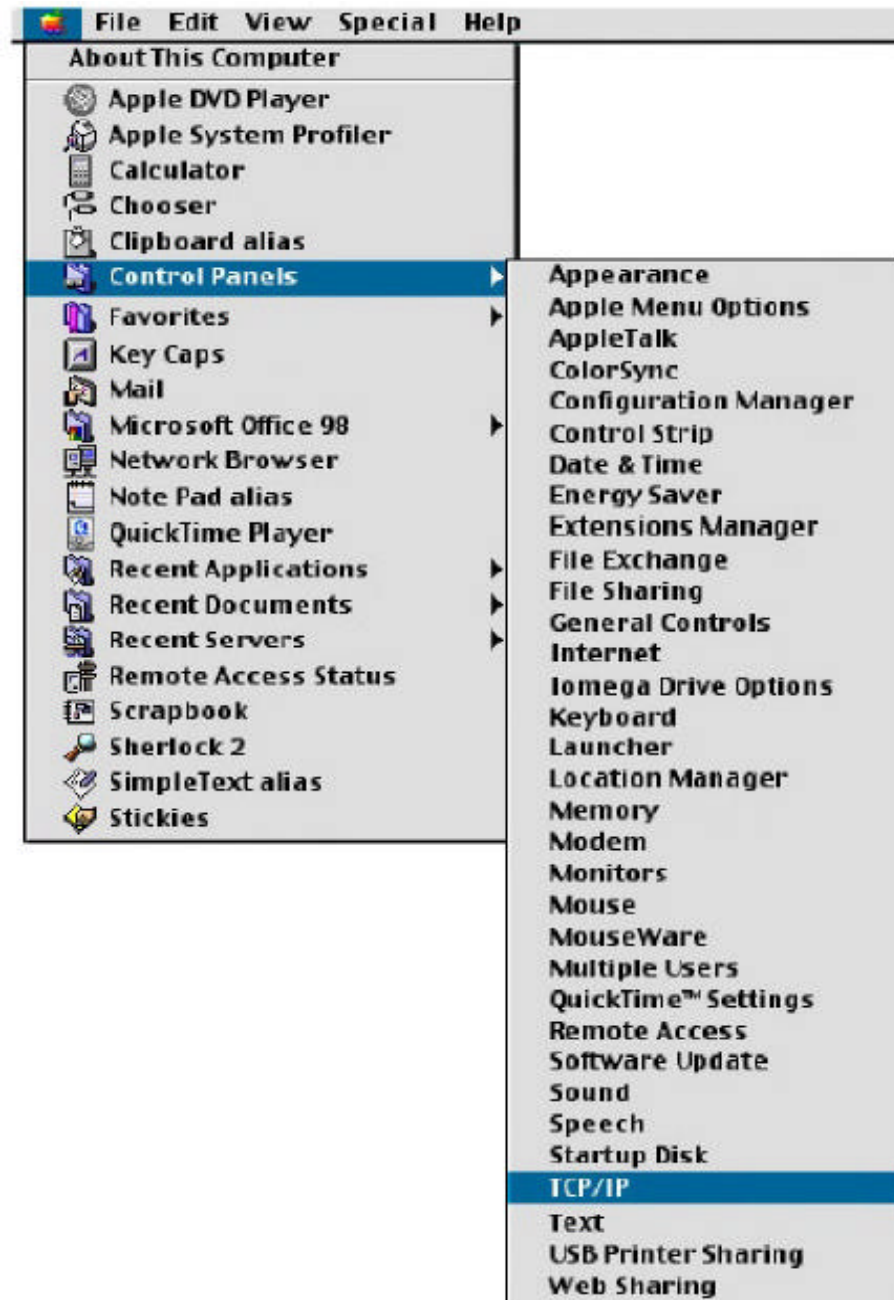 File Edit View Special Help
About This Computer
Apple DVD Player
Apple System Profiler
Calculator
Chooser
Clipboard alias
Control Panels
Favorites
Key Caps
Mail
Microsoft Office 98
Network Browser
Note Pad alias
QuickTime Player
Recent Applications
Recent Documents
Recent Servers
Remote Access Status
Scrapbook
Sherlock 2
SimpleText alias
Stickies
Appearance
Apple Menu Options
AppleTalk
ColorSync
Configuration Manager
Control Strip
Date & Time
Energy Saver
Extensions Manager
File Exchange
File Sharing
General Controls
Internet
Iomega Drive Options
Keyboard
Launcher
Location Manager
Memory
Modem
Monitors
Mouse
MouseWare
Multiple Users
QuickTime™ Settings
Remote Access
Software Update
Sound
Speech
Startup Disk
TCP/IP
Text
USB Printer Sharing
Web Sharing